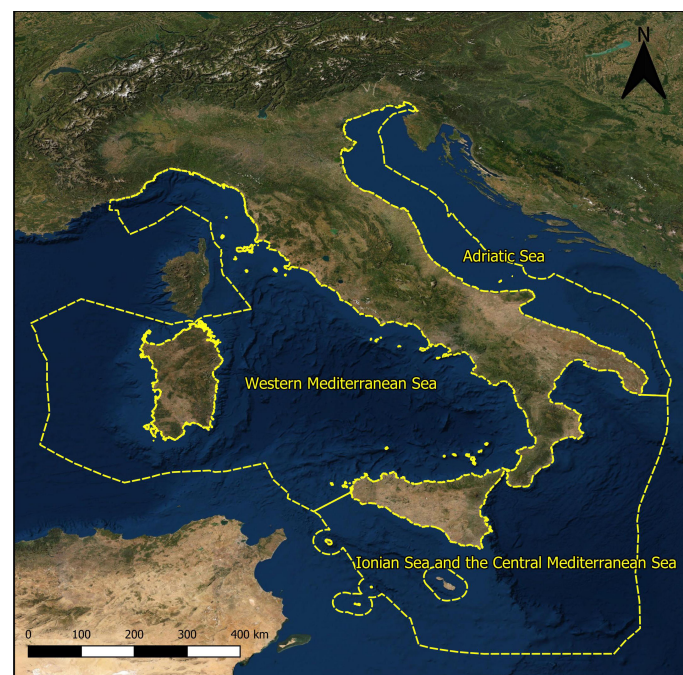 N
Adriatic Sea
Western Mediterranean Sea
Ionian Sea and the Central Mediterranean Sea
0 100 200 300 400 km